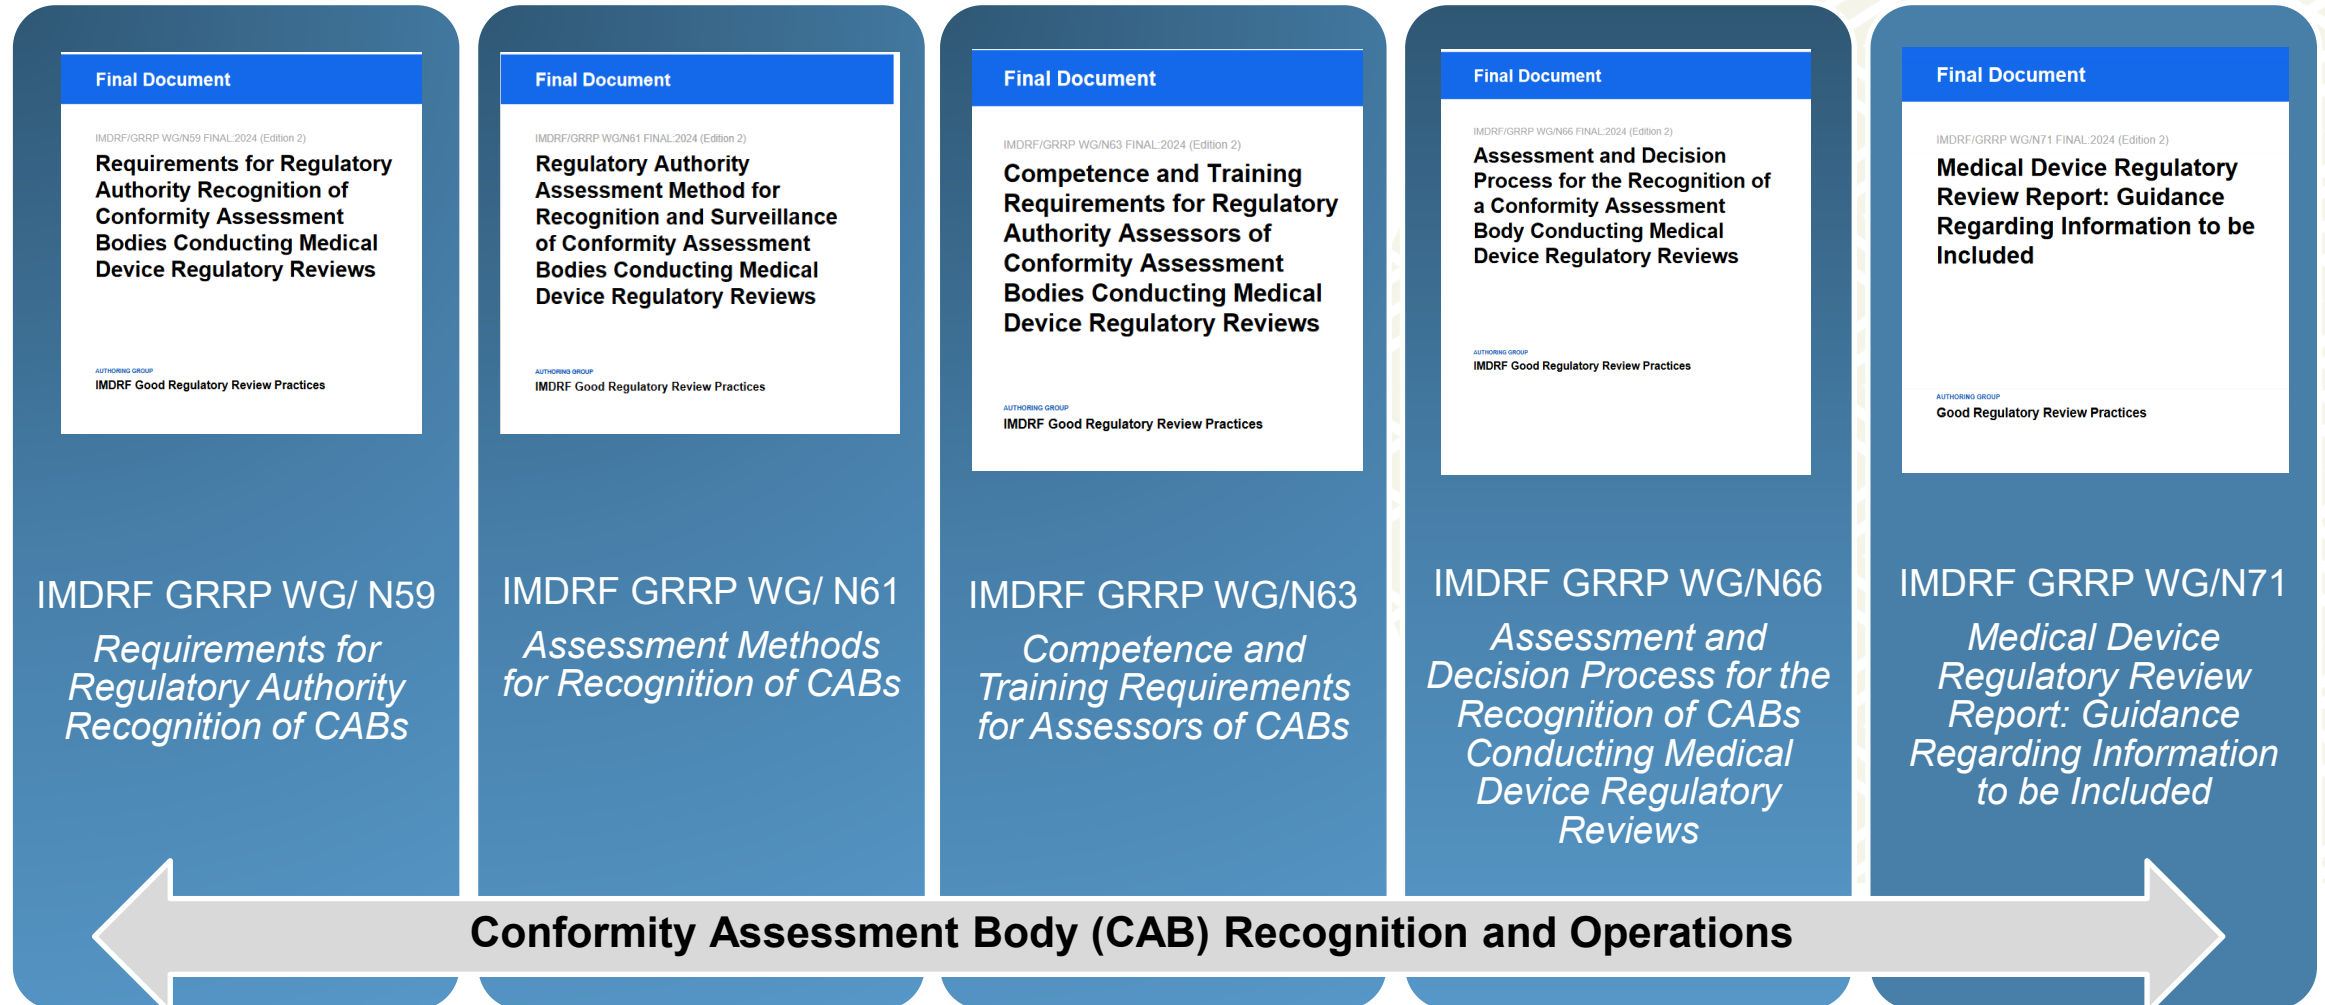 Final Document
IMDRF/GRRP WG/N59 FINAL:2024 (Edition 2)
Requirements for Regulatory
Authority Recognition of
Conformity Assessment
Bodies Conducting Medical
Device Regulatory Reviews
AUTHORING GROUP
IMDRF Good Regulatory Review Practices
IMDRF GRRP WG/ N59
Requirements for
Regulatory Authority
Recognition of CABs
Final Document
IMDRF/GRRP WG/N61 FINAL:2024 (Edition 2)
Regulatory Authority
Assessment Method for
Recognition and Surveillance
of Conformity Assessment
Bodies Conducting Medical
Device Regulatory Reviews
AUTHORING GROUP
IMDRF Good Regulatory Review Practices
IMDRF GRRP WG/ N61
Assessment Methods
for Recognition of CABs
Final Document
IMDRF/GRRP WG/N63 FINAL:2024 (Edition 2)
Competence and Training
Requirements for Regulatory
Authority Assessors of
Conformity Assessment
Bodies Conducting Medical
Device Regulatory Reviews
AUTHORING GROUP
IMDRF Good Regulatory Review Practices
IMDRF GRRP WG/N63
Competence and
Training Requirements
for Assessors of CABs
Final Document
IMDRF/GRRP WG/N66 FINAL:2024 (Edition 2)
Assessment and Decision
Process for the Recognition of
a Conformity Assessment
Body Conducting Medical
Device Regulatory Reviews
AUTHORING GROUP
IMDRF Good Regulatory Review Practices
IMDRF GRRP WG/N66
Assessment and
Decision Process for the
Recognition of CABs
Conducting Medical
Device Regulatory
Reviews
Final Document
IMDRF/GRRP WG/N71 FINAL:2024 (Edition 2)
Medical Device Regulatory
Review Report: Guidance
Regarding Information to be
Included
AUTHORING GROUP
Good Regulatory Review Practices
IMDRF GRRP WG/N71
Medical Device
Regulatory Review
Report: Guidance
Regarding Information
to be Included
Conformity Assessment Body (CAB) Recognition and Operations